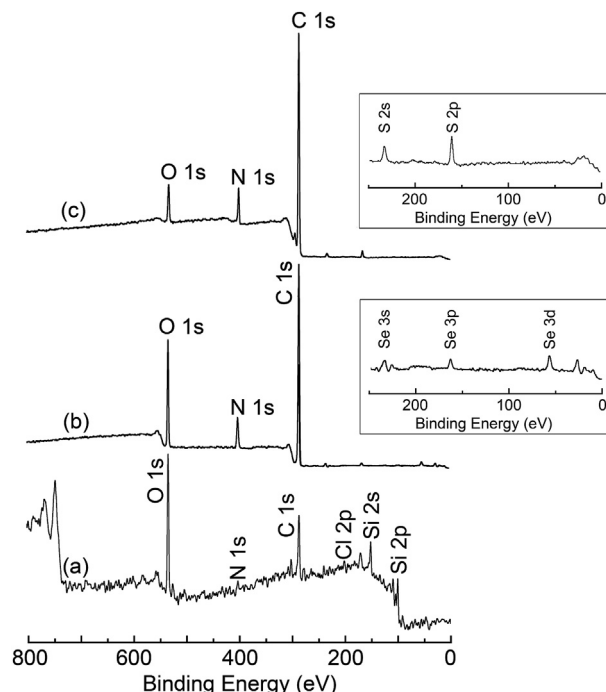 C 1s
S 2s
S 2p
O 1s
N 1s
(c)
200
100
0
Binding Energy (eV)
C 1s
Se 3s
Se 3p
Se 3d
O 1s
N 1s
(b)
200
100
0
Binding Energy (eV)
O 1s
N 1s
C 1s
Cl 2p
Si 2s
Si 2p
(a)
800
600
400
200
0
Binding Energy (eV)